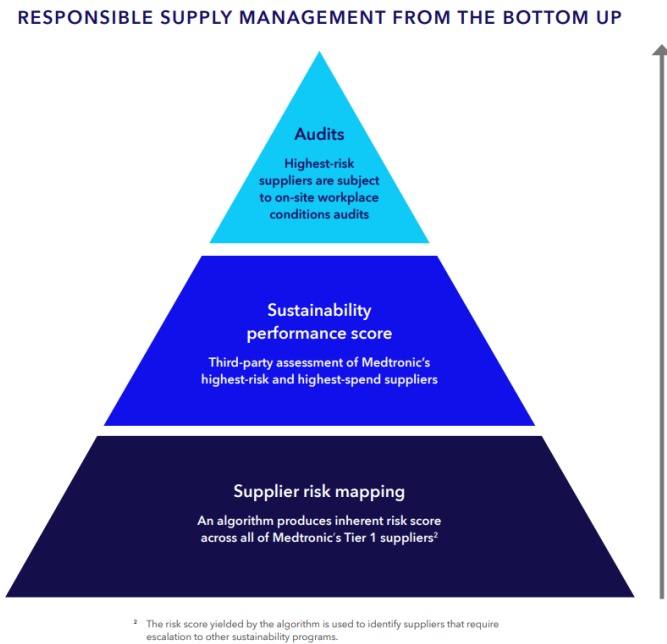 RESPONSIBLE SUPPLY MANAGEMENT FROM THE BOTTOM UP
Audits
Highest-risk
suppliers are subject
to on-site workplace
conditions audits
Sustainability
performance score
Third-party assessment of Medtronic's
highest-risk and highest-spend suppliers
Supplier risk mapping
An algorithm produces inherent risk score
across all of Medtronic's Tier 1 suppliers²
² The risk score yielded by the algorithm is used to identify suppliers that require
escalation to other sustainability programs.